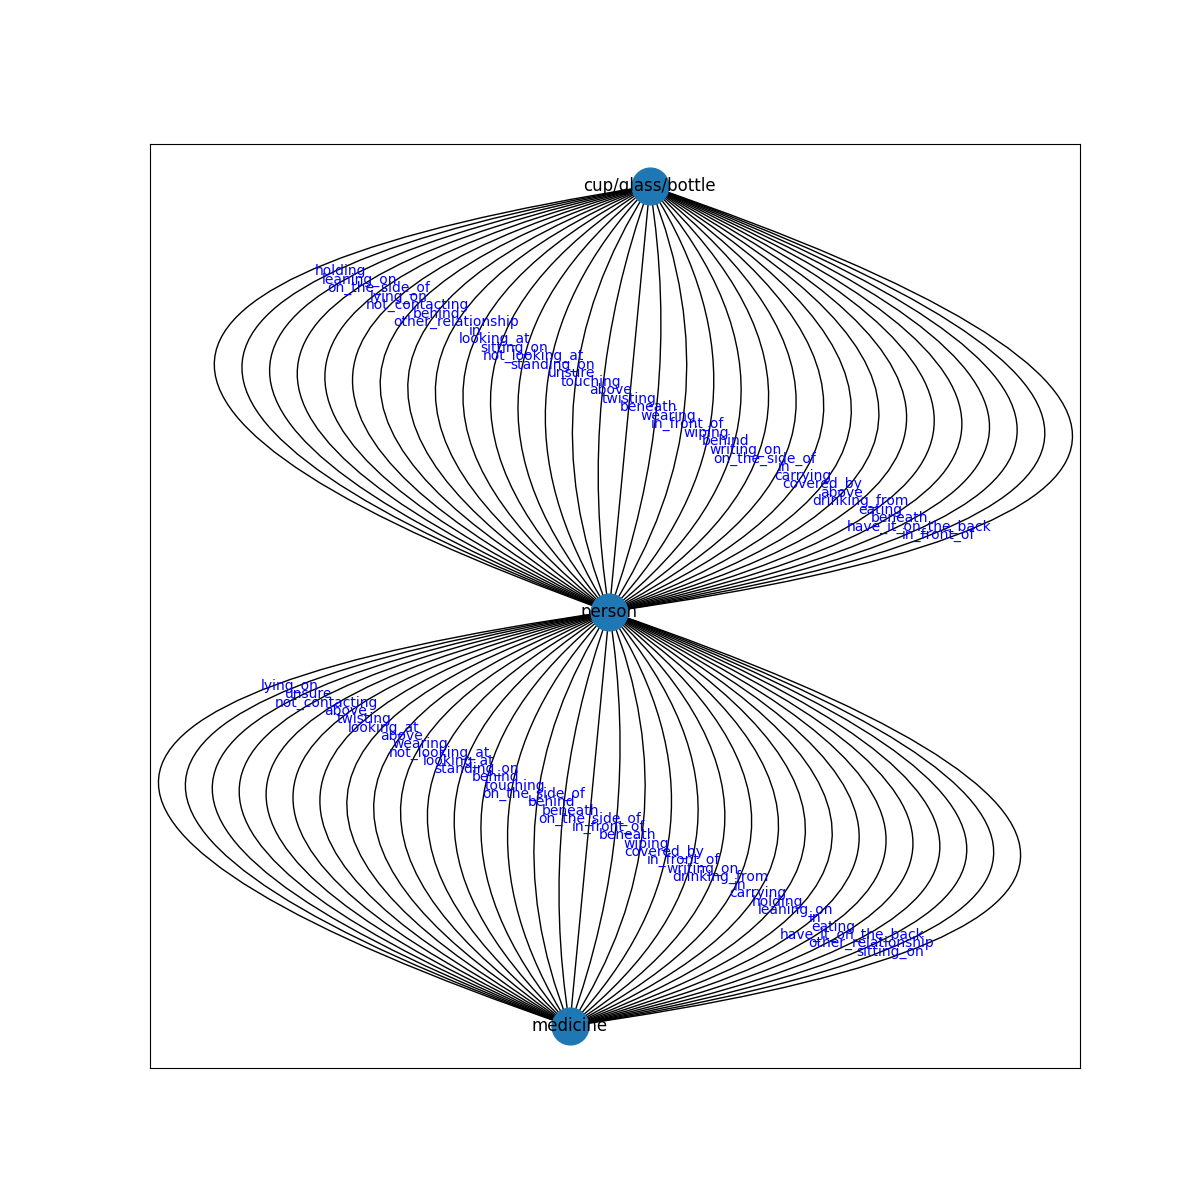 cup/glass/bottle
holding
leaning_on
on_the_side_of
lying_on
not_contacting
behind
other_relationship
in
looking_at
sitting_on
not_looking_at
standing_on
unsure
touching
above
twisting
beneath
wearing
in_front_of
wiping
behind
writing_on
on_the_side_of
in
carrying
covered_by
above
drinking_from
eating
beneath
have_it_on_the_back
in_front_of
person
lying_on
unsure
not_contacting
above
twisting
looking_at
above
wearing
not_looking_at
looking_at
standing_on
behind
touching
on_the_side_of
behind
beneath
on_the_side_of
in_front_of
beneath
wiping
covered_by
in_front_of
writing_on
drinking_from
in
carrying
holding
leaning_on
in
eating
have_it_on_the_back
other_relationship
sitting_on
medicine